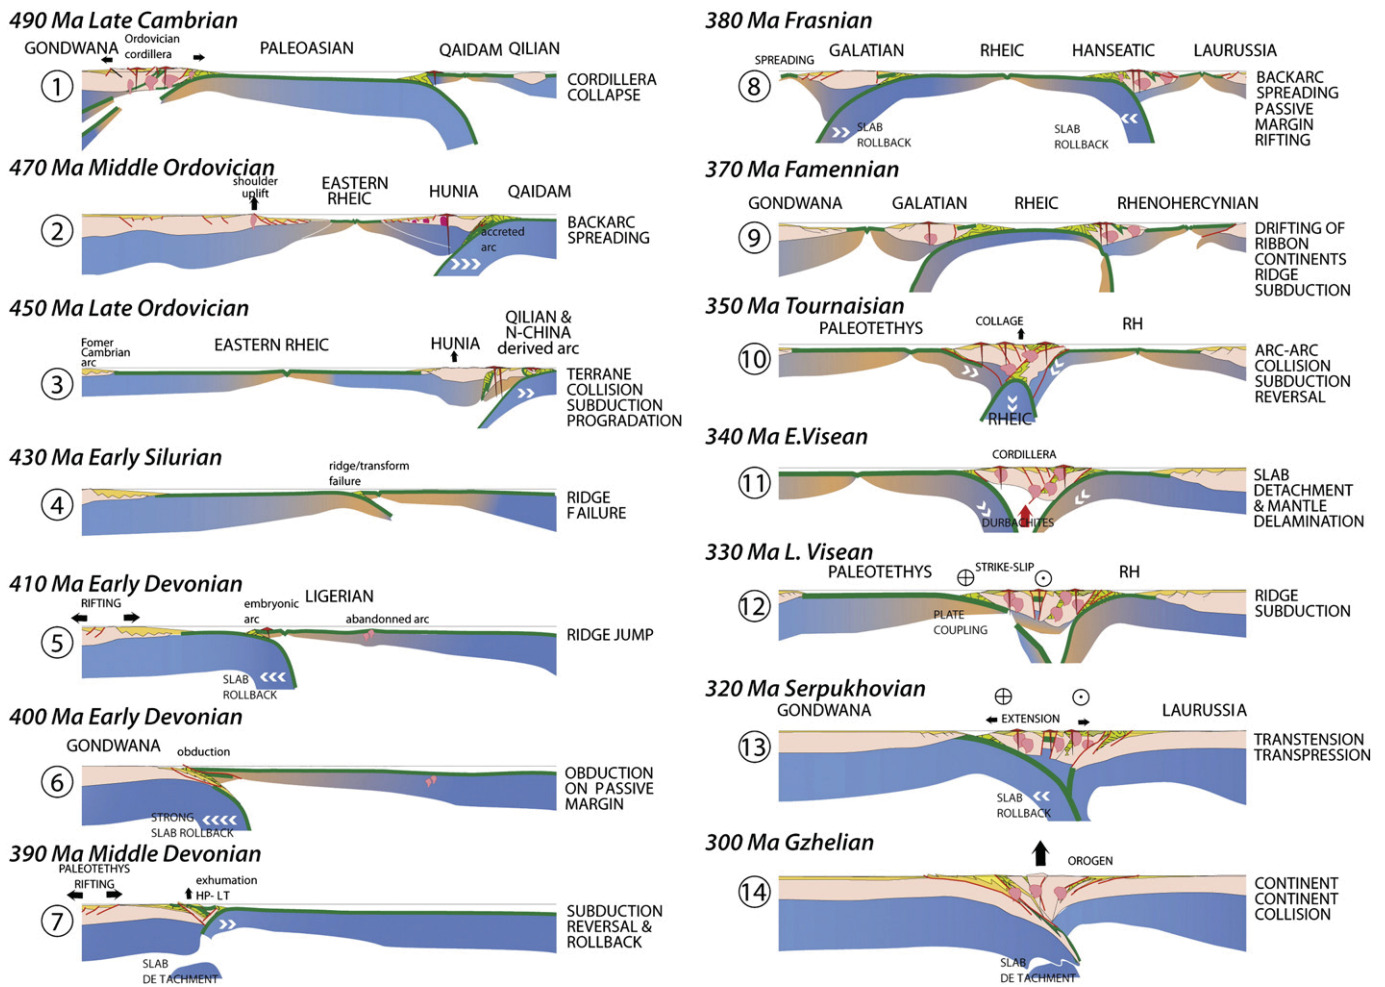 490 Ma Late Cambrian
GONDWANA
Ordovician
cordillera
PALEOASIAN
QAIDAM QILIAN
1
CORDILLERA
COLLAPSE
470 Ma Middle Ordovician
shoulder
uplift
EASTERN
RHEIC
HUNIA
QAIDAM
2
accreted
arc
BACKARC
SPREADING
450 Ma Late Ordovician
Fomer
Cambrian
arc
EASTERN RHEIC
HUNIA
QILIAN &
N-CHINA
derived arc
3
TERRANE
COLLISION
SUBDUCTION
PROGRADATION
430 Ma Early Silurian
ridge/transform
failure
4
RIDGE
FAILURE
410 Ma Early Devonian
RIFTING
embryonic
arc
LIGERIAN
abandonned arc
5
SLAB
ROLLBACK
RIDGE JUMP
400 Ma Early Devonian
GONDWANA
obduction
6
STRONG
SLAB ROLLBACK
OBDUCTION
ON PASSIVE
MARGIN
390 Ma Middle Devonian
PALEOTETHYS
RIFTING
exhumation
HP- LT
7
SLAB
DE TACHMENT
SUBDUCTION
REVERSAL &
ROLLBACK
380 Ma Frasnian
SPREADING
GALATIAN
RHEIC
HANSEATIC
LAURUSSIA
8
SLAB
ROLLBACK
SLAB
ROLLBACK
BACKARC
SPREADING
PASSIVE
MARGIN
RIFTING
370 Ma Famennian
GONDWANA
GALATIAN
RHEIC
RHENOHERCYNIAN
9
DRIFTING OF
RIBBON
CONTINENTS
RIDGE
SUBDUCTION
350 Ma Tournaisian
PALEOTETHYS
COLLAGE
RH
10
RHEIC
ARC-ARC
COLLISION
SUBDUCTION
REVERSAL
340 Ma E.Visean
CORDILLERA
11
DURBACHITES
SLAB
DETACHMENT
& MANTLE
DELAMINATION
330 Ma L. Visean
PALEOTETHYS
STRIKE-SLIP
RH
12
PLATE
COUPLING
RIDGE
SUBDUCTION
320 Ma Serpukhovian
GONDWANA
EXTENSION
LAURUSSIA
13
SLAB
ROLLBACK
TRANSTENSION
TRANSPRESSION
300 Ma Gzhelian
OROGEN
14
SLAB
DE TACHMENT
CONTINENT
CONTINENT
COLLISION